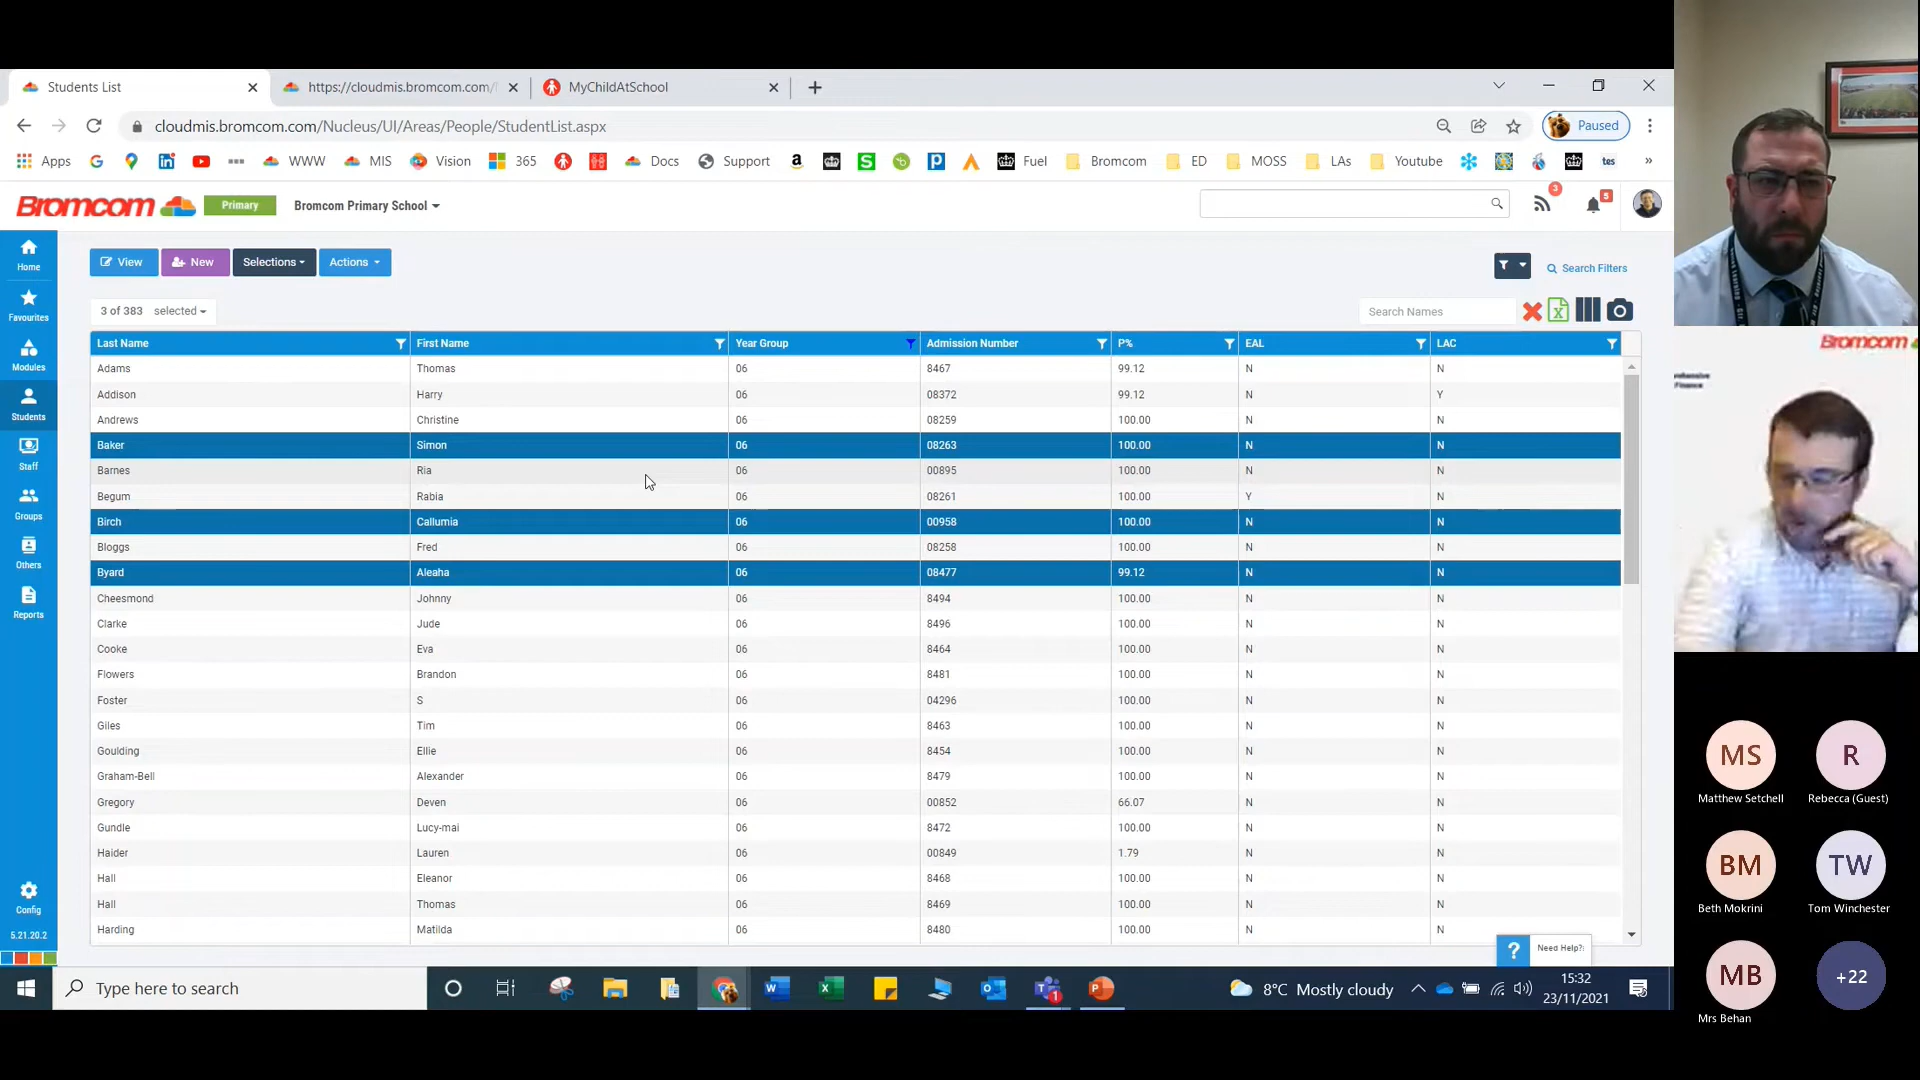 Students List
https://cloudmis.bromcom.com/
MyChildAtSchool
cloudmis.bromcom.com/Nucleus/UI/Areas/People/StudentList.aspx
Paused
Apps WWW MIS Vision 365 Docs Support Fuel Bromcom ED MOSS LAs Youtube tes »
Bromcom Primary Bromcom Primary School 3 5
Home
Favourites
Modules
Students
Staff
Groups
Others
Reports
Config
5.21.20.2
View New Selections Actions Search Filters
3 of 383 selected Search Names
Last Name First Name Year Group Admission Number P% EAL LAC
Adams Thomas 06 8467 99.12 N N
Addison Harry 06 08372 99.12 N Y
Andrews Christine 06 08259 100.00 N N
Baker Simon 06 08263 100.00 N N
Barnes Ria 06 00895 100.00 N N
Begum Rabia 06 08261 100.00 Y N
Birch Callumia 06 00958 100.00 N N
Bloggs Fred 06 08258 100.00 N N
Byard Aleaha 06 08477 99.12 N N
Cheesmond Johnny 06 8494 100.00 N N
Clarke Jude 06 8496 100.00 N N
Cooke Eva 06 8464 100.00 N N
Flowers Brandon 06 8481 100.00 N N
Foster S 06 04296 100.00 N N
Giles Tim 06 8463 100.00 N N
Goulding Ellie 06 8454 100.00 N N
Graham-Bell Alexander 06 8479 100.00 N N
Gregory Deven 06 00852 66.07 N N
Gundle Lucy-mai 06 8472 100.00 N N
Haider Lauren 06 00849 1.79 N N
Hall Eleanor 06 8468 100.00 N N
Hall Thomas 06 8469 100.00 N N
Harding Matilda 06 8480 100.00 N N
? Need Help?
Type here to search
1
8°C Mostly cloudy
15:32
23/11/2021
Bromcom
Finance
MS R
Matthew Setchell Rebecca (Guest)
BM TW
Beth Mokrini Tom Winchester
MB +22
Mrs Behan